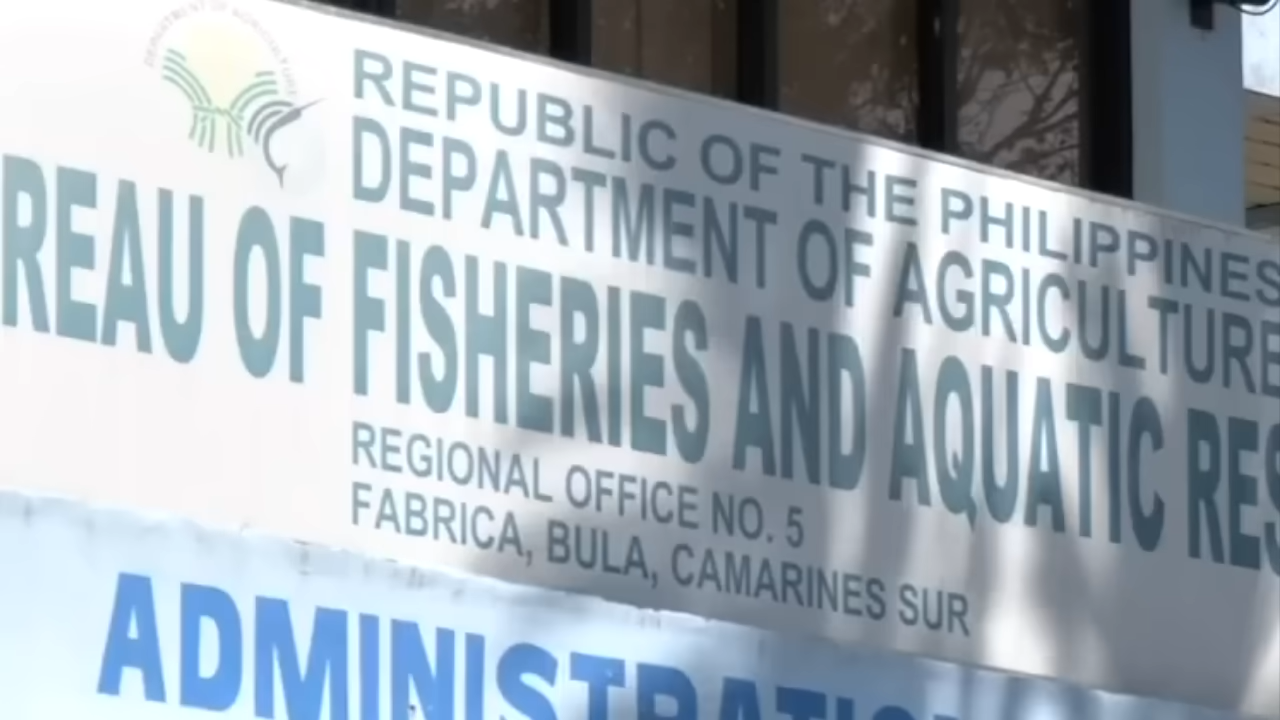 REPUBLIC OF THE PHILIPPINES
DEPARTMENT OF AGRICULTURE
REAU OF FISHERIES AND AQUATIC RES
REGIONAL OFFICE NO. 5
FABRICA, BULA, CAMARINES SUR
ADMINISTRATIO